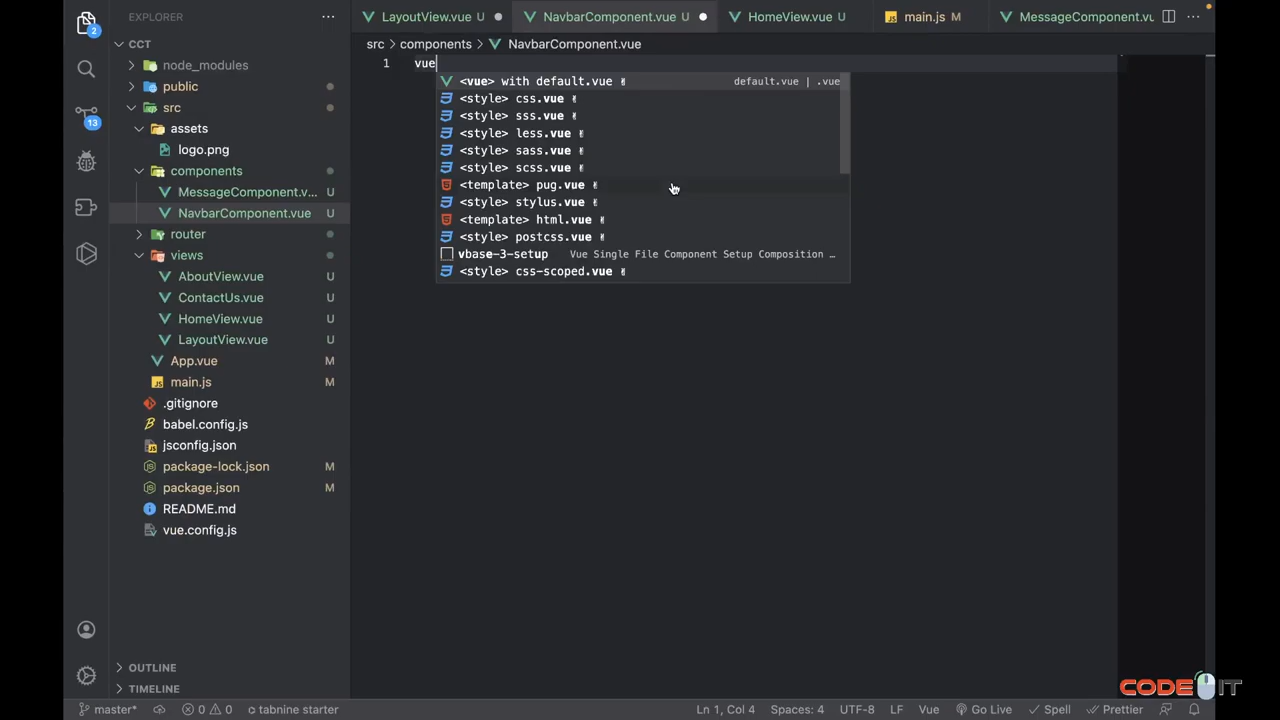 EXPLORER
LayoutView.vue U
NavbarComponent.vue U
HomeView.vue U
main.js M
MessageComponent.vu
2
CCT
src > components > NavbarComponent.vue
node_modules
1 vue
public
<vue> with default.vue default.vue | .vue
src
<style> css.vue
13
assets
<style> sss.vue
logo.png
<style> less.vue
components
<style> sass.vue
MessageComponent.v... U
<style> scss.vue
NavbarComponent.vue U
<template> pug.vue
router
<style> stylus.vue
views
<template> html.vue
AboutView.vue U
<style> postcss.vue
ContactUs.vue U
vbase-3-setup Vue Single File Component Setup Composition …
HomeView.vue U
<style> css-scoped.vue
LayoutView.vue U
App.vue M
main.js M
.gitignore
babel.config.js
jsconfig.json
package-lock.json M
package.json M
README.md
vue.config.js
OUTLINE
TIMELINE
CODE IT
master* 0 0 tabnine starter Ln 1, Col 4 Spaces: 4 UTF-8 LF Vue Go Live Spell Prettier